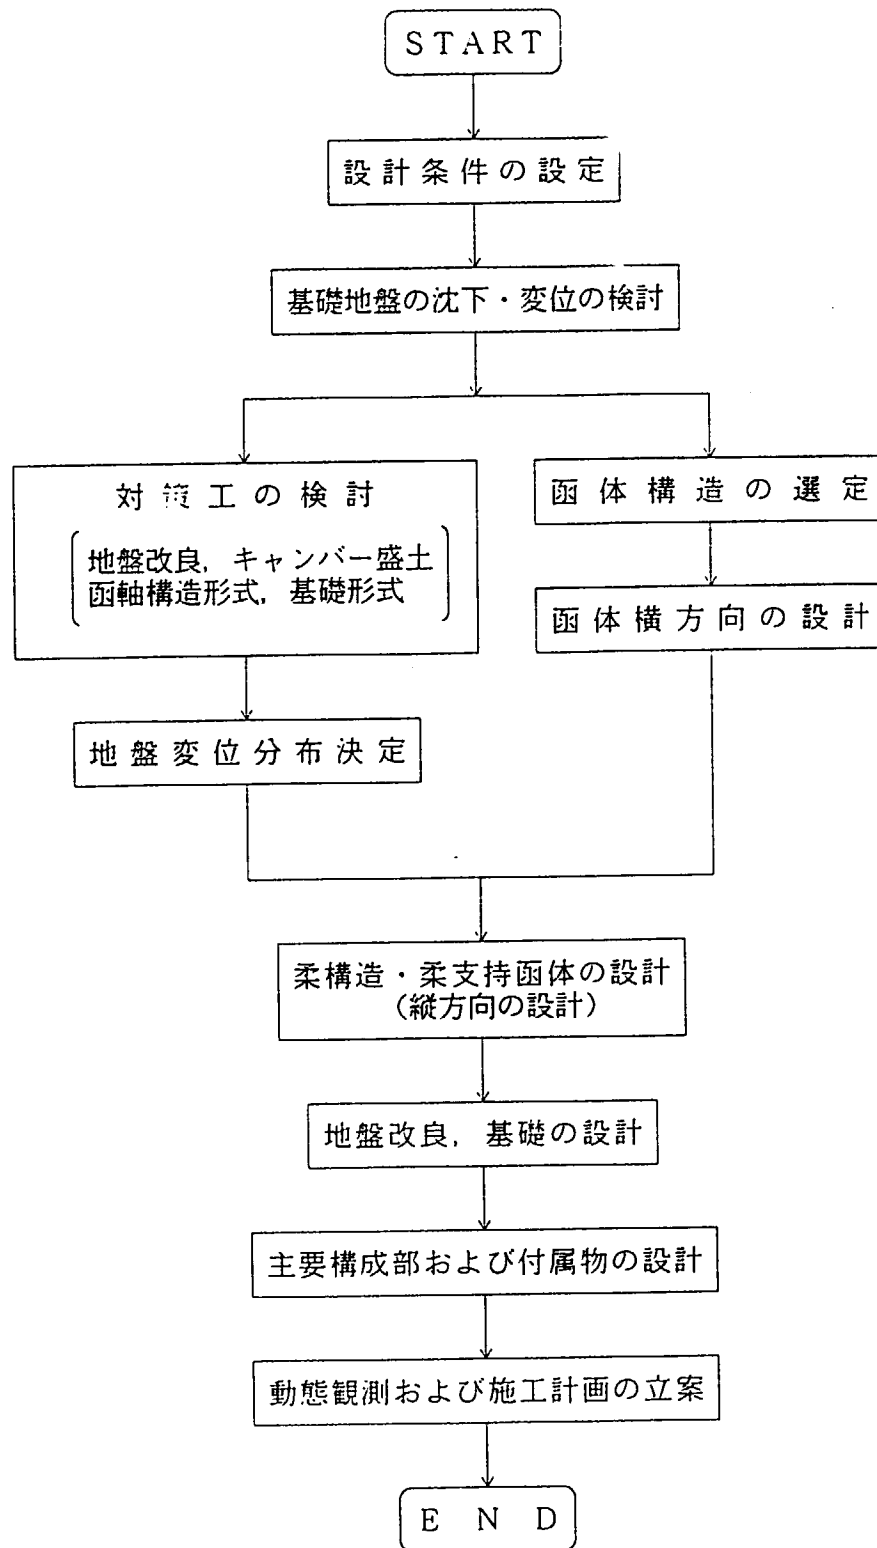 START
設計条件の設定
基礎地盤の沈下・変位の検討
対策工の検討
地盤改良,キャンバー盛土
函軸構造形式,基礎形式
地盤変位分布決定
函体構造の選定
函体横方向の設計
柔構造・柔支持函体の設計
(縦方向の設計)
地盤改良,基礎の設計
主要構成部および付属物の設計
動態観測および施工計画の立案
END